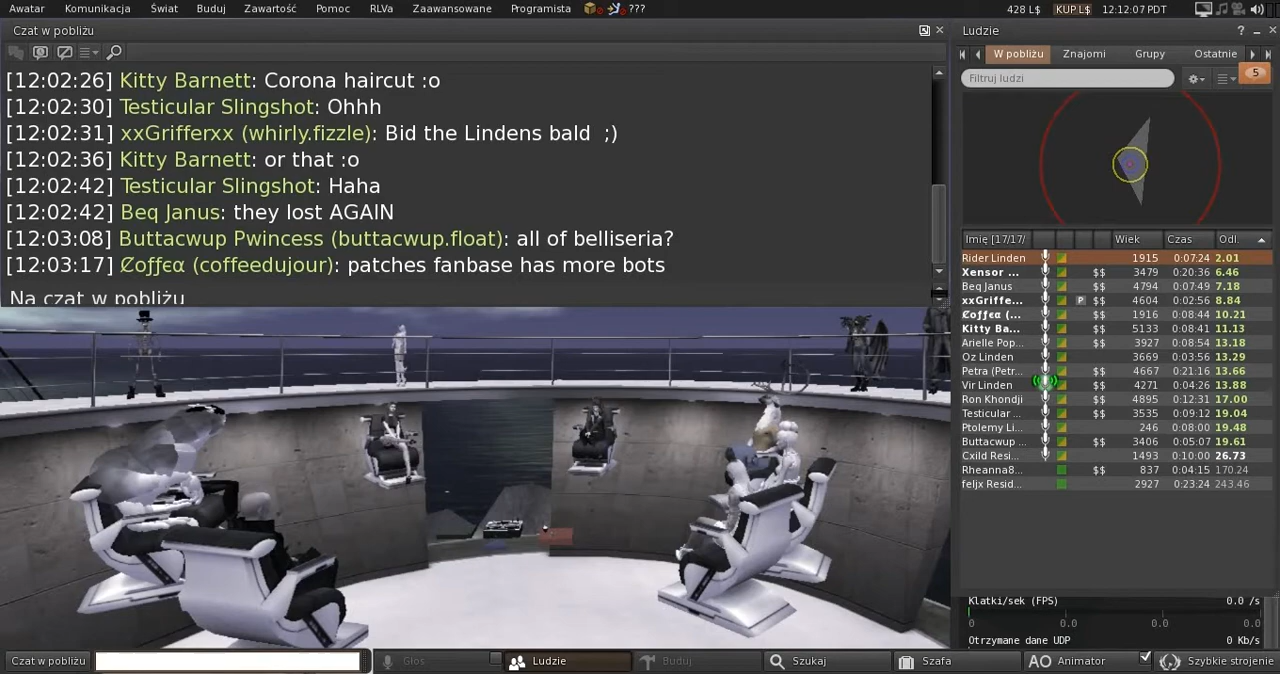 Awatar Komunikacja Świat Buduj Zawartość Pomoc RLVa Zaawansowane Programista ??? 428 L$ KUP L$ 12:12:07 PDT
Czat w pobliżu
[12:02:26] Kitty Barnett: Corona haircut :o
[12:02:30] Testicular Slingshot: Ohhh
[12:02:31] xxGrifferxx (whirly.fizzle): Bid the Lindens bald ;)
[12:02:36] Kitty Barnett: or that :o
[12:02:42] Testicular Slingshot: Haha
[12:02:42] Beq Janus: they lost AGAIN
[12:03:08] Buttacwup Pwincess (buttacwup.float): all of belliseria?
[12:03:17] Ȼoƒƒєα (coffeedujour): patches fanbase has more bots
Na czat w pobliżu
Ludzie
? _ ×
W pobliżu Znajomi Grupy Ostatnie
Filtruj ludzi
5
Imię [17/17/ Wiek Czas Odl.
Rider Linden 1915 0:07:24 2.01
Xensor ... $$ 3479 0:20:36 6.46
Beq Janus $$ 4794 0:07:49 7.18
xxGriffe... P $$ 4604 0:02:56 8.84
Ȼoƒƒєα (... $$ 1916 0:08:44 10.21
Kitty Ba... $$ 5133 0:08:41 11.13
Arielle Pop... $$ 3927 0:08:54 13.18
Oz Linden 3669 0:03:56 13.29
Petra (Petr... $$ 4667 0:21:16 13.66
Vir Linden $$ 4271 0:04:26 13.88
Ron Khondji $$ 4895 0:12:31 17.00
Testicular ... $$ 3535 0:09:12 19.04
Ptolemy Li... 246 0:08:00 19.48
Buttacwup ... $$ 3406 0:05:07 19.61
Cxild Resi... 1493 0:10:00 26.73
Rheanna8... $$ 837 0:04:15 170.24
feljx Resid... 2927 0:23:24 243.46
Klatki/sek (FPS) 0.0 /s
0 0.0 0.0 0.0
Otrzymane dane UDP 0 Kb/s
Czat w pobliżu Głos Ludzie Buduj Szukaj Szafa AO Animator Szybkie strojenie